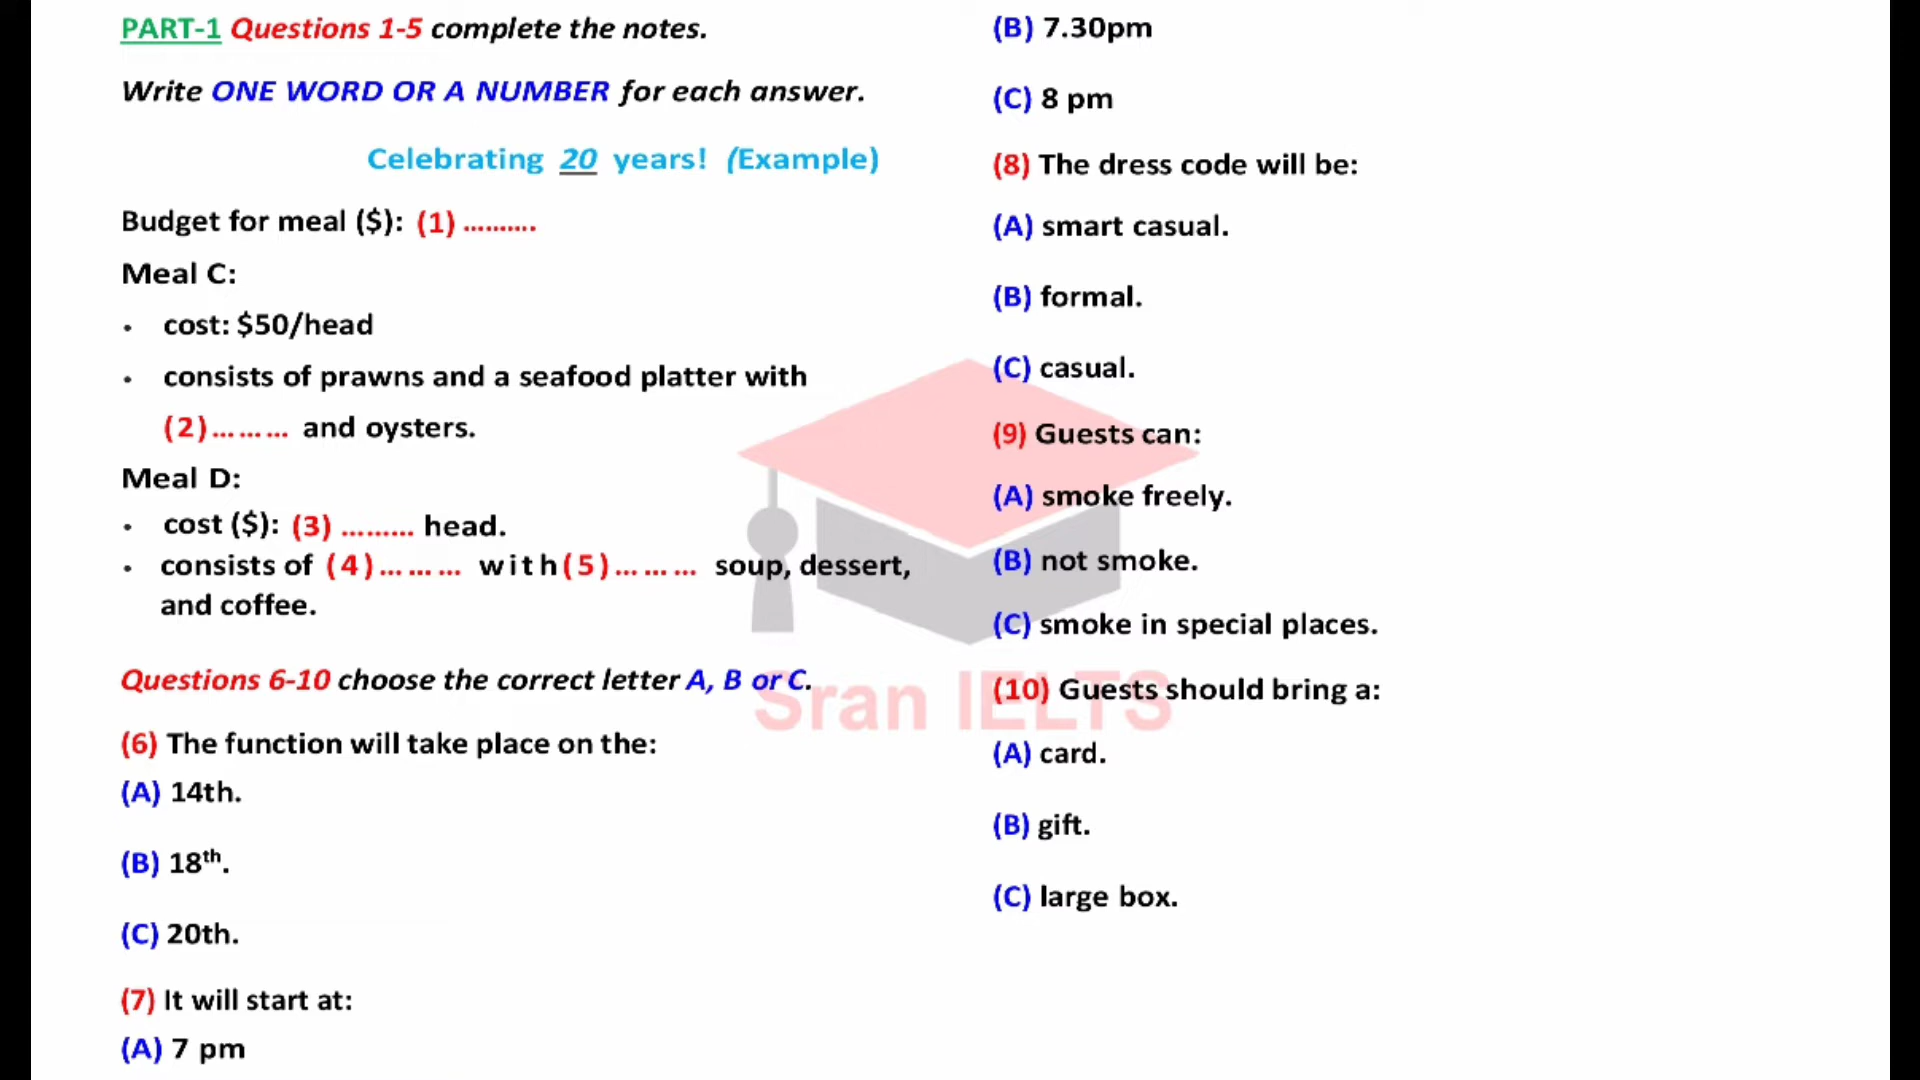 PART-1 Questions 1-5 complete the notes.
Write ONE WORD OR A NUMBER for each answer.
Celebrating 20 years! (Example)
Budget for meal ($): (1) ..........
Meal C:
• cost: $50/head
• consists of prawns and a seafood platter with
(2)……… and oysters.
Meal D:
• cost ($): (3) ……... head.
• consists of (4)……… with(5)……… soup, dessert,
and coffee.
Questions 6-10 choose the correct letter A, B or C.
(6) The function will take place on the:
(A) 14th.
(B) 18th.
(C) 20th.
(7) It will start at:
(A) 7 pm
(B) 7.30pm
(C) 8 pm
(8) The dress code will be:
(A) smart casual.
(B) formal.
(C) casual.
(9) Guests can:
(A) smoke freely.
(B) not smoke.
(C) smoke in special places.
(10) Guests should bring a:
(A) card.
(B) gift.
(C) large box.
Sran IELTS